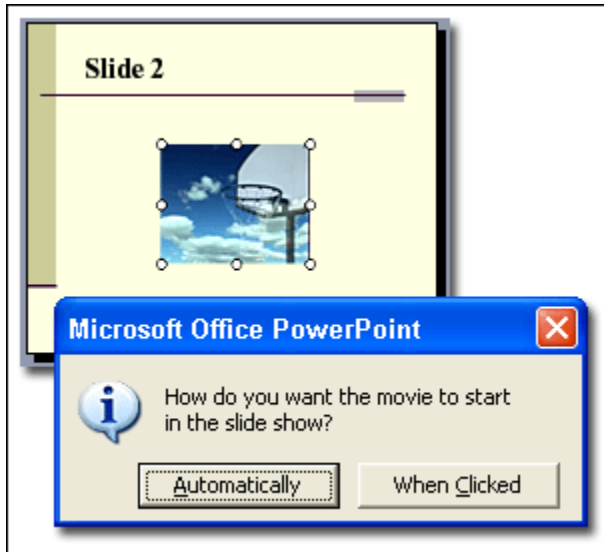 Slide 2
Microsoft Office PowerPoint
How do you want the movie to start
in the slide show?
Automatically
When Clicked